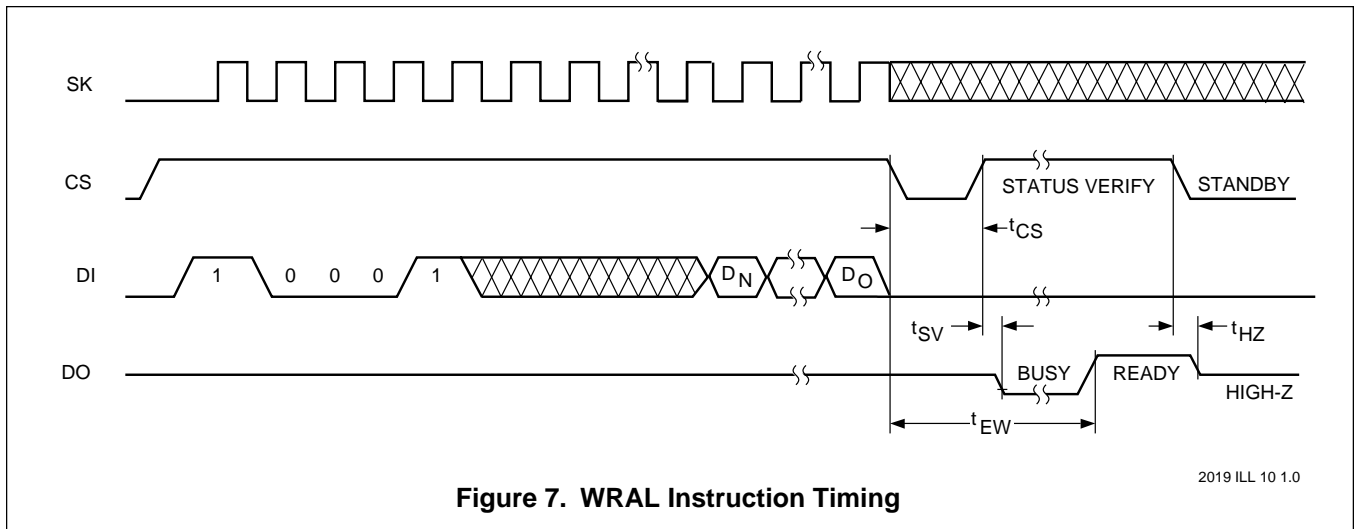 SK
CS
STATUS VERIFY
STANDBY
tCS
DI
1 0 0 0 1
DN
DO
tSV
tHZ
DO
BUSY
READY
HIGH-Z
tEW
2019 ILL 10 1.0
Figure 7. WRAL Instruction Timing